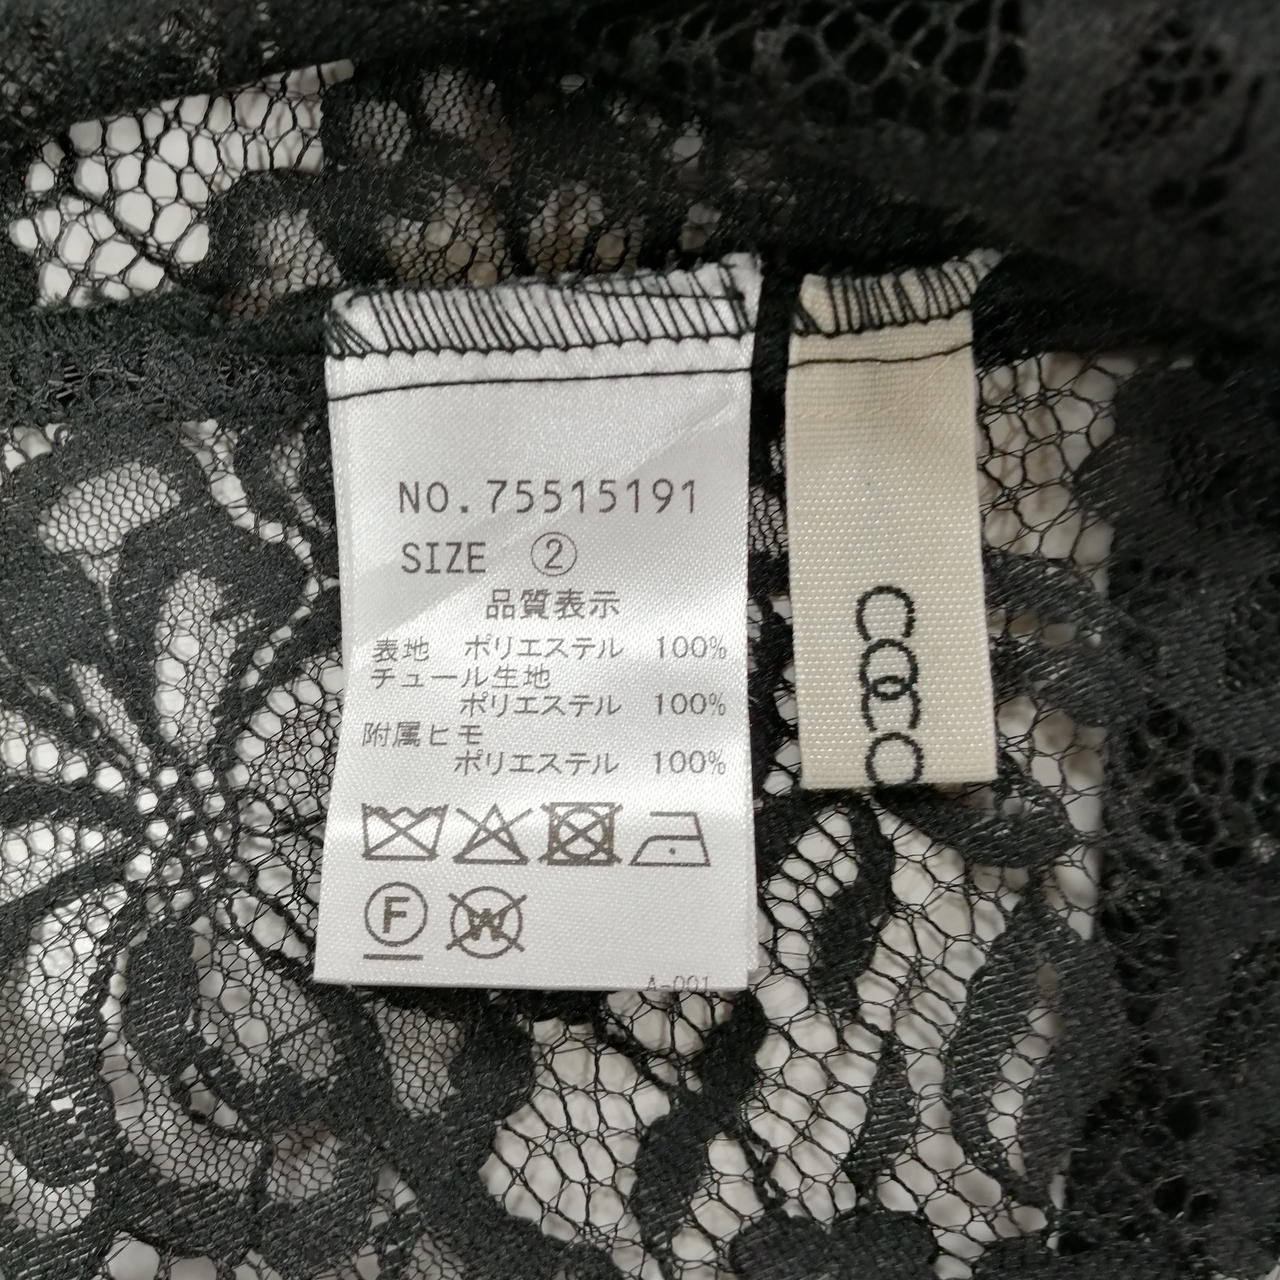 NO.75515191
SIZE ②
品質表示
表地 ポリエステル 100%
チュール生地
ポリエステル 100%
附属ヒモ
ポリエステル 100%
F
W
A-001